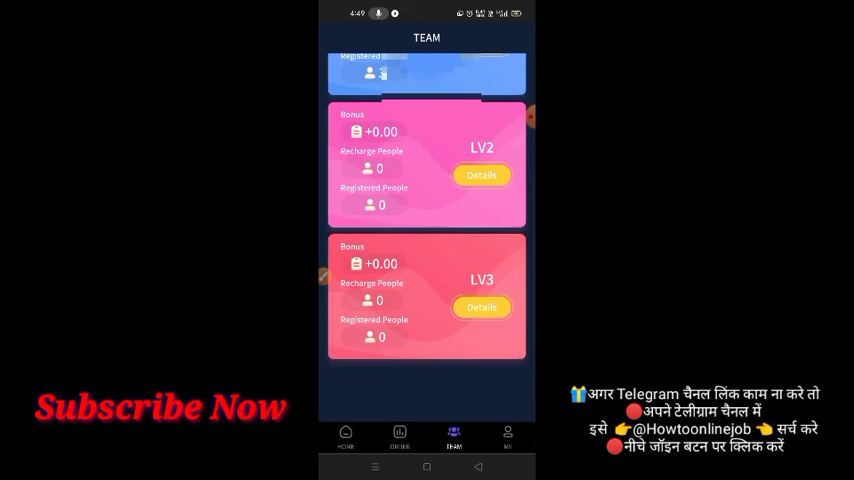 4:49
TEAM
Registered
Bonus
+0.00
LV2
Recharge People
0
Details
Registered People
0
Bonus
+0.00
LV3
Recharge People
0
Details
Registered People
0
HOME
ORDER
TEAM
ME
Subscribe Now
🎁अगर Telegram चैनल लिंक काम ना करे तो
🔴अपने टेलीग्राम चैनल में
इसे 👉@Howtoonlinejob 👈 सर्च करे
🔴नीचे जॉइन बटन पर क्लिक करें